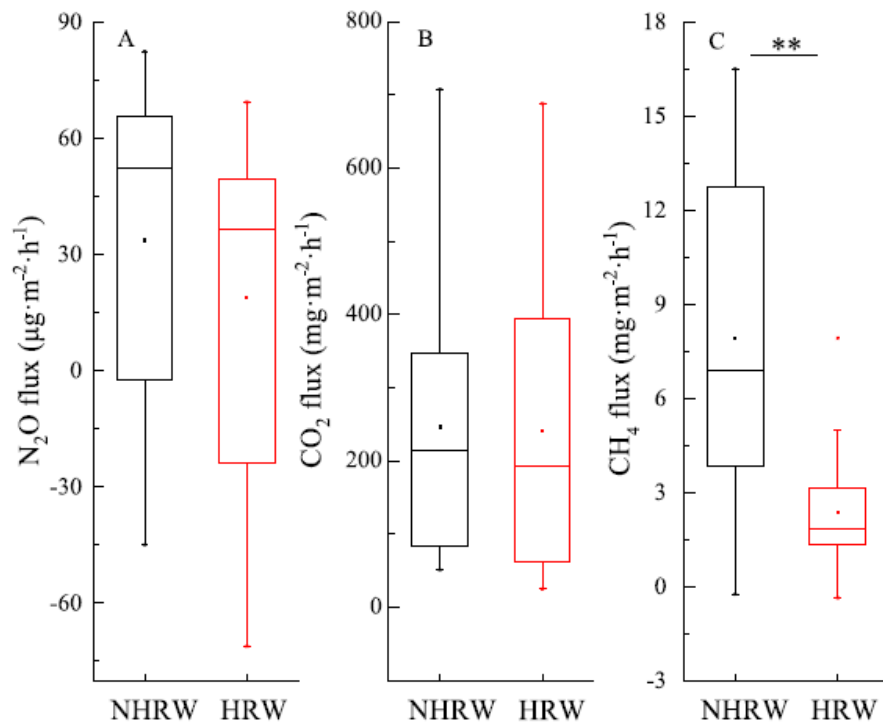 A
N₂O flux (µg·m⁻²·h⁻¹)
90
60
30
0
-30
-60
NHRW HRW
B
CO₂ flux (mg·m⁻²·h⁻¹)
800
600
400
200
0
NHRW HRW
C
**
CH₄ flux (mg·m⁻²·h⁻¹)
18
15
12
9
6
3
0
-3
NHRW HRW